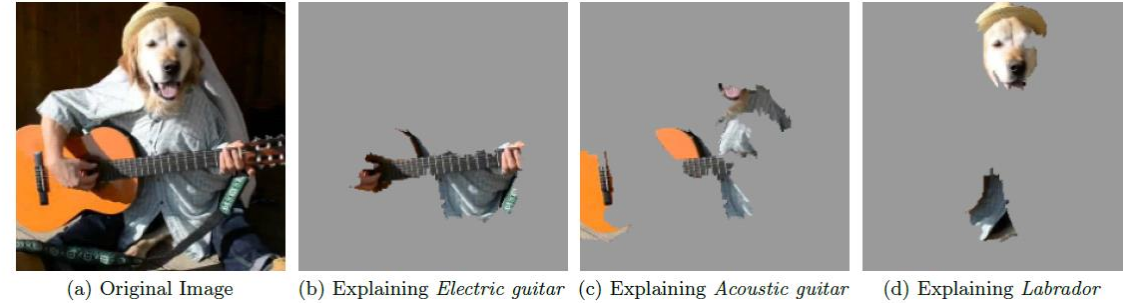 (a) Original Image
(b) Explaining Electric guitar
(c) Explaining Acoustic guitar
(d) Explaining Labrador